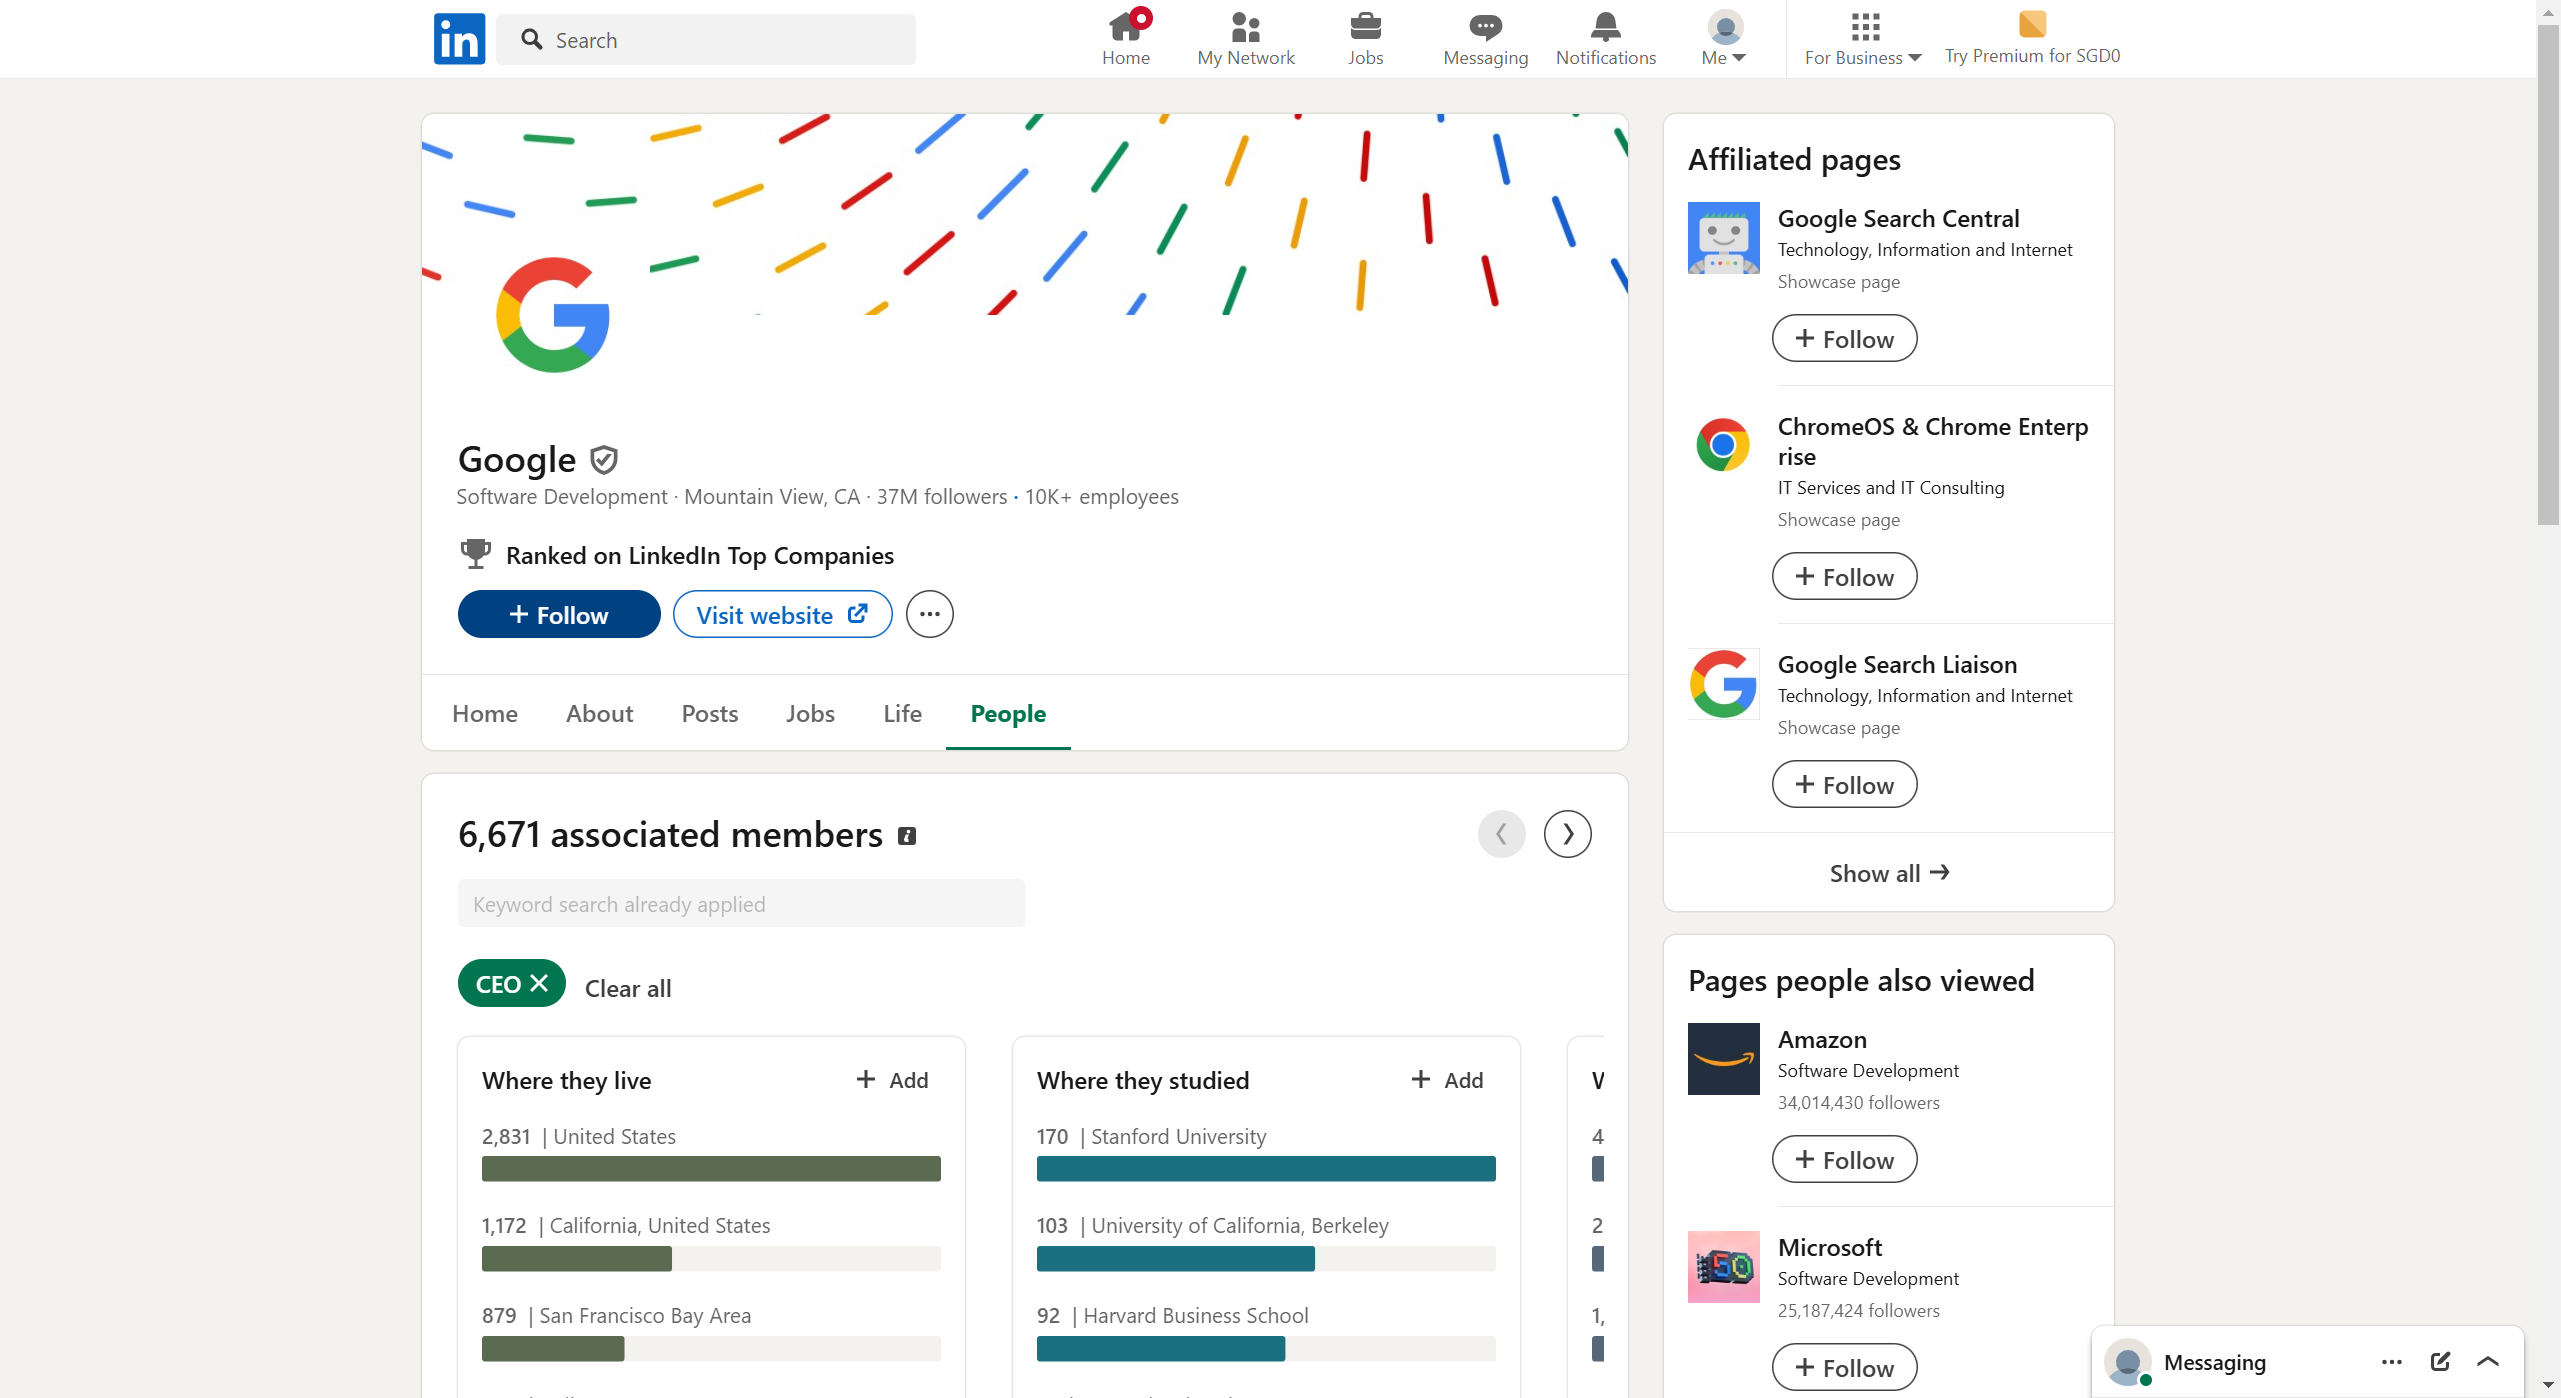 in
Search
Home
My Network
Jobs
Messaging
Notifications
Me
For Business
Try Premium for SGD0
Google
Software Development · Mountain View, CA · 37M followers · 10K+ employees
Ranked on LinkedIn Top Companies
+ Follow
Visit website
Home
About
Posts
Jobs
Life
People
6,671 associated members
Keyword search already applied
CEO
Clear all
Where they live
+ Add
2,831 | United States
1,172 | California, United States
879 | San Francisco Bay Area
Where they studied
+ Add
170 | Stanford University
103 | University of California, Berkeley
92 | Harvard Business School
4
2
1,
Affiliated pages
Google Search Central
Technology, Information and Internet
Showcase page
+ Follow
ChromeOS & Chrome Enterp
rise
IT Services and IT Consulting
Showcase page
+ Follow
Google Search Liaison
Technology, Information and Internet
Showcase page
+ Follow
Show all →
Pages people also viewed
Amazon
Software Development
34,014,430 followers
+ Follow
Microsoft
Software Development
25,187,424 followers
+ Follow
Messaging